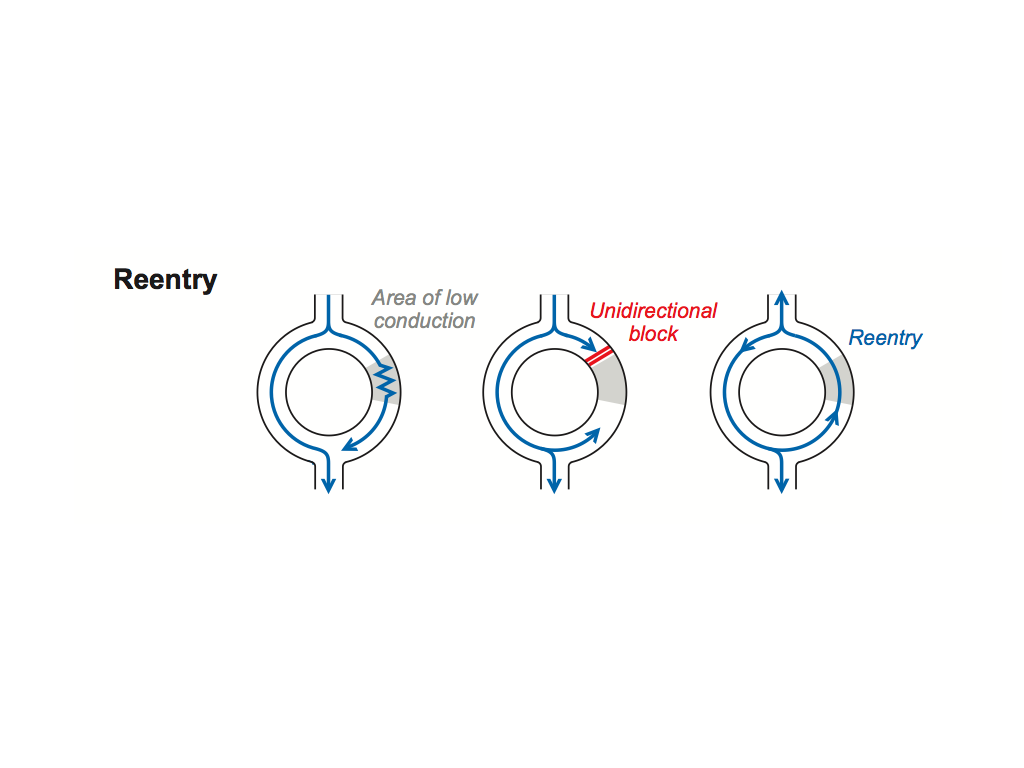 Reentry
Area of low
conduction
Unidirectional
block
Reentry